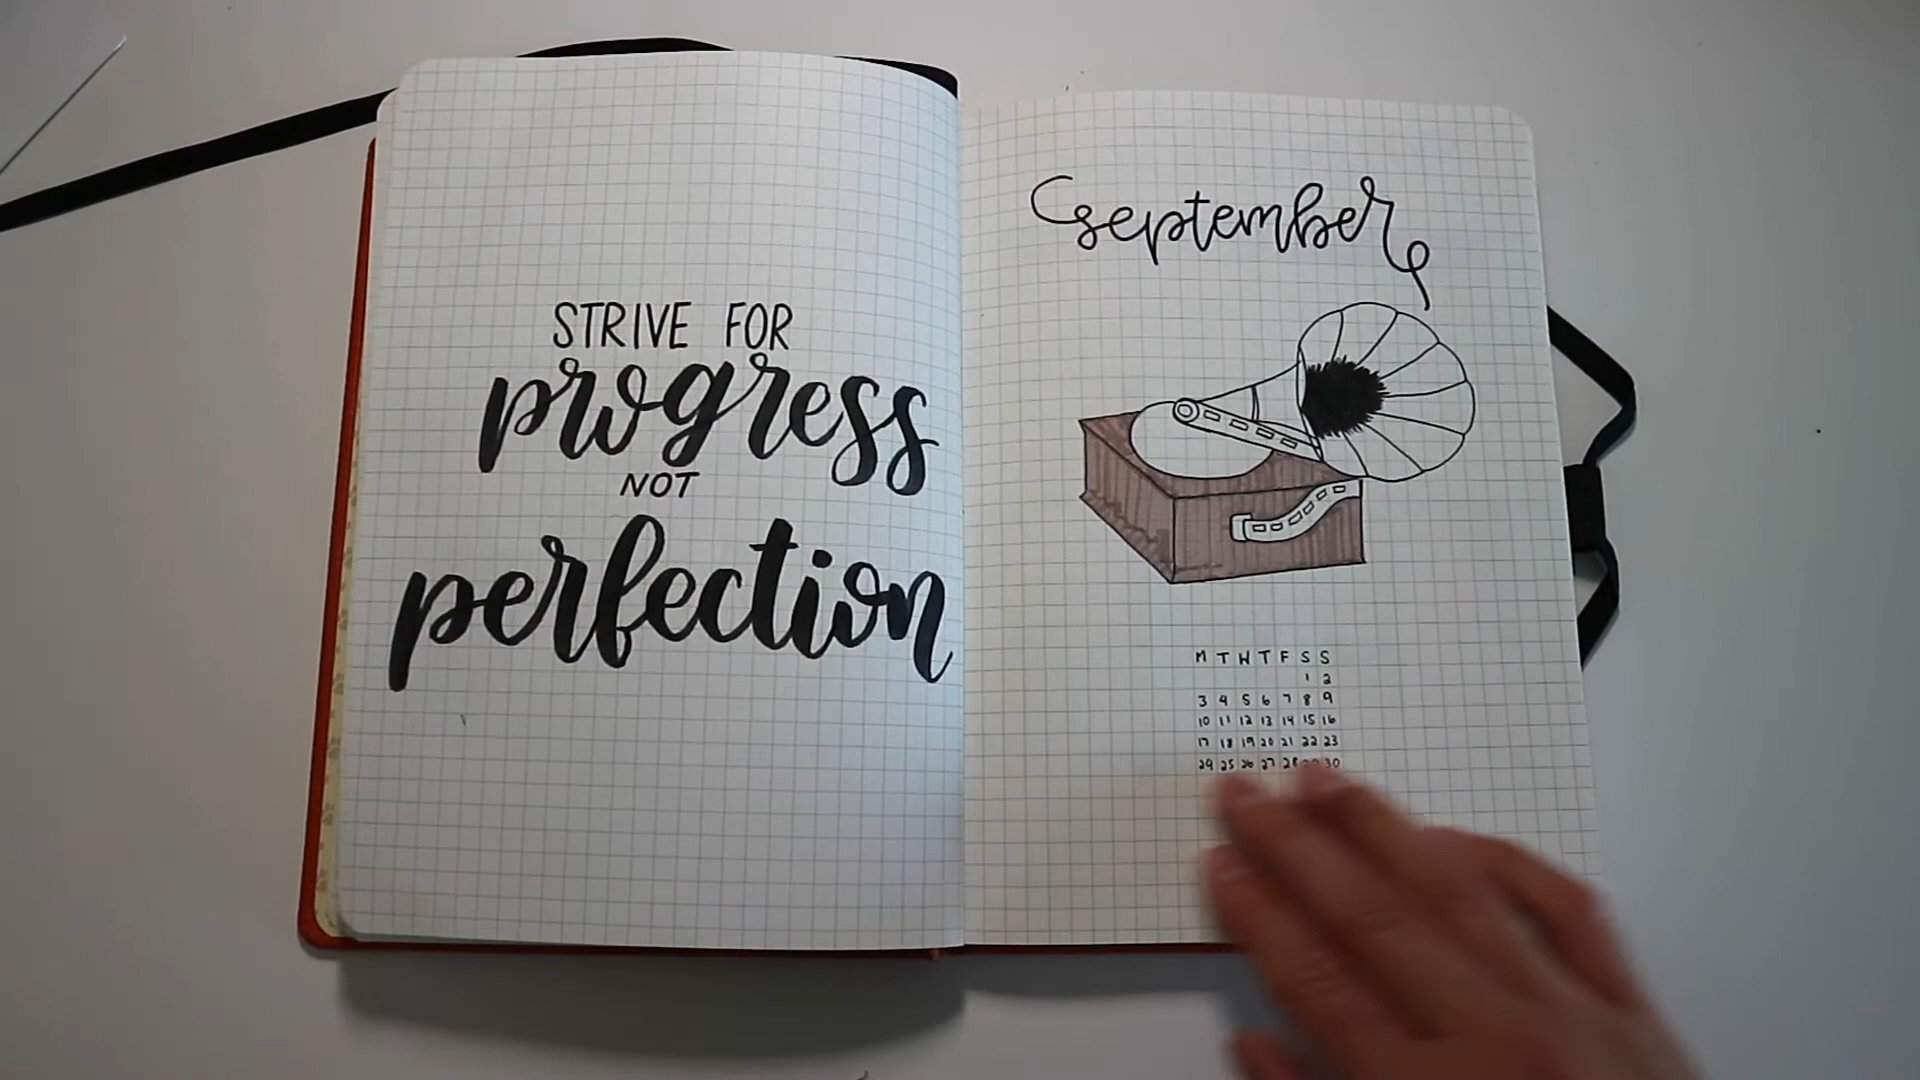 STRIVE FOR
progress
NOT
perfection
september
M T W T F S S
1 2
3 4 5 6 7 8 9
10 11 12 13 14 15 16
17 18 19 20 21 22 23
24 25 26 27 28 29 30